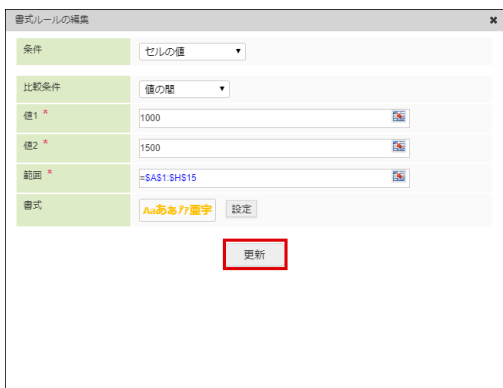 書式ルールの編集
条件
セルの値
比較条件
値の間
値1 *
1000
値2 *
1500
範囲 *
=$A$1:$H$15
書式
Aaあぁアァ亜宇
設定
更新